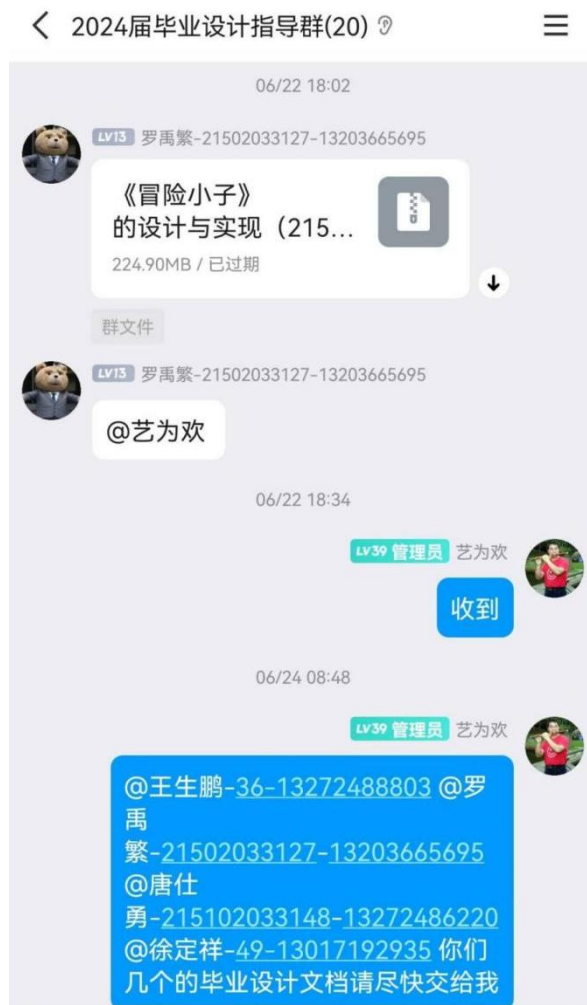 2024届毕业设计指导群(20)
06/22 18:02
LV13 罗禹繁-21502033127-13203665695
《冒险小子》
的设计与实现（215...
224.90MB / 已过期
群文件
LV13 罗禹繁-21502033127-13203665695
@艺为欢
06/22 18:34
LV39 管理员 艺为欢
收到
06/24 08:48
LV39 管理员 艺为欢
@王生鹏-36-13272488803 @罗
禹
繁-21502033127-13203665695
@唐仕
勇-215102033148-13272486220
@徐定祥-49-13017192935 你们
几个的毕业设计文档请尽快交给我